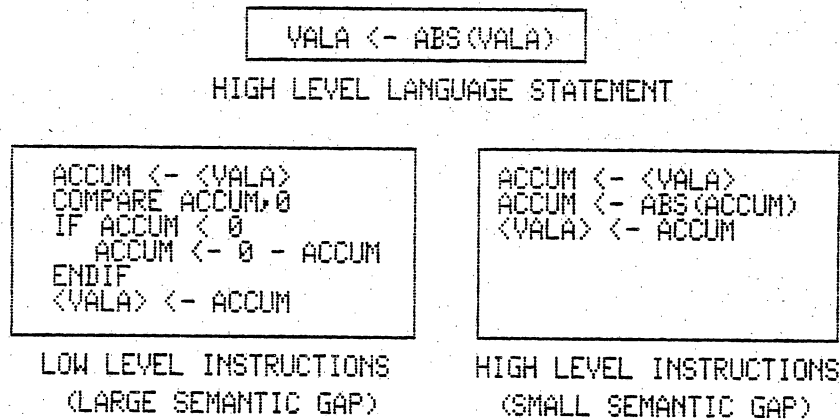 VALA <- ABS(VALA)
HIGH LEVEL LANGUAGE STATEMENT
ACCUM <- <VALA>
COMPARE ACCUM,0
IF ACCUM < 0
ACCUM <- 0 - ACCUM
ENDIF
<VALA> <- ACCUM
LOW LEVEL INSTRUCTIONS
(LARGE SEMANTIC GAP)
ACCUM <- <VALA>
ACCUM <- ABS(ACCUM)
<VALA> <- ACCUM
HIGH LEVEL INSTRUCTIONS
(SMALL SEMANTIC GAP)